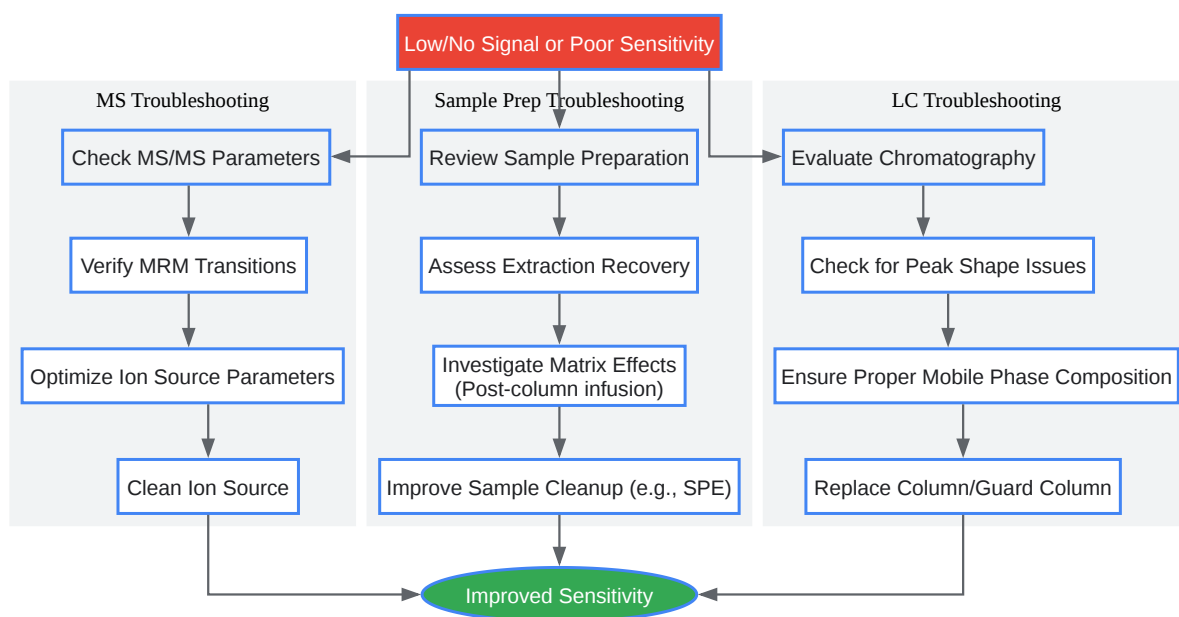 Low/No Signal or Poor Sensitivity
MS Troubleshooting
Sample Prep Troubleshooting
LC Troubleshooting
Check MS/MS Parameters
Review Sample Preparation
Evaluate Chromatography
Verify MRM Transitions
Assess Extraction Recovery
Check for Peak Shape Issues
Optimize Ion Source Parameters
Investigate Matrix Effects
(Post-column infusion)
Ensure Proper Mobile Phase Composition
Clean Ion Source
Improve Sample Cleanup (e.g., SPE)
Replace Column/Guard Column
Improved Sensitivity